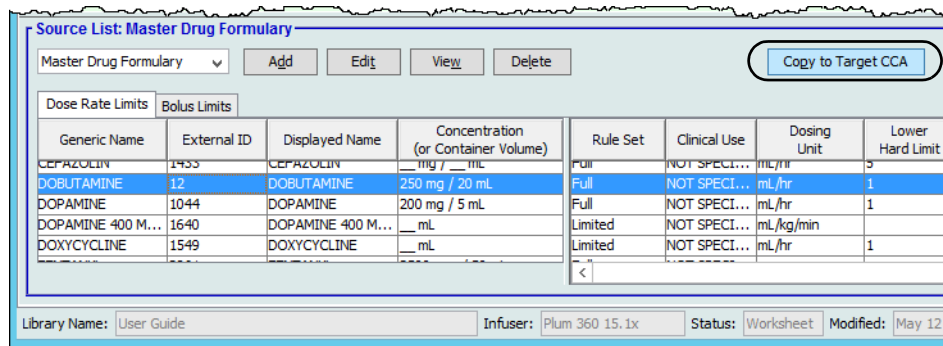 Source List: Master Drug Formulary
Master Drug Formulary Add Edit View Delete Copy to Target CCA
Dose Rate Limits Bolus Limits
Generic Name External ID Displayed Name Concentration (or Container Volume) Rule Set Clinical Use Dosing Unit Lower Hard Limit
CEFAZOLIN 1433 CEFAZOLIN __ mg / __ mL Full NOT SPECI... mL/hr 5
DOBUTAMINE 12 DOBUTAMINE 250 mg / 20 mL Full NOT SPECI... mL/hr 1
DOPAMINE 1044 DOPAMINE 200 mg / 5 mL Full NOT SPECI... mL/hr 1
DOPAMINE 400 M... 1640 DOPAMINE 400 M... __ mL Limited NOT SPECI... mL/kg/min
DOXYCYCLINE 1549 DOXYCYCLINE __ mL Limited NOT SPECI... mL/hr 1
Library Name: User Guide Infuser: Plum 360 15.1x Status: Worksheet Modified: May 12